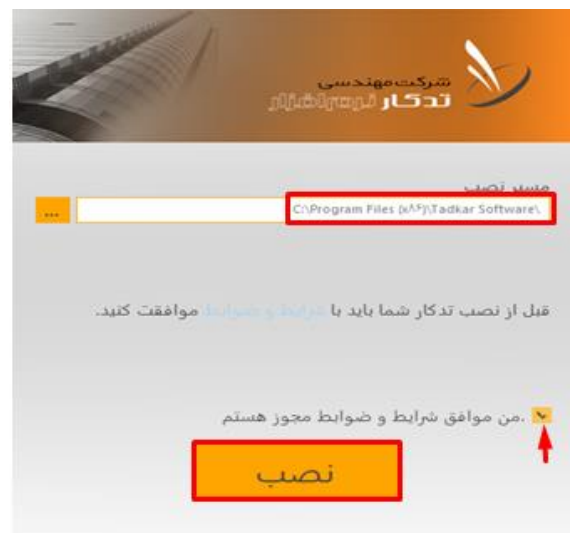 شرکت مهندسی
تدکار نرم‌افزار
مسیر نصب
C:\Program Files (x۸۶)\Tadkar Software\
...
قبل از نصب تدکار شما باید با شرایط و ضوابط موافقت کنید.
من موافق شرایط و ضوابط مجوز هستم.
نصب